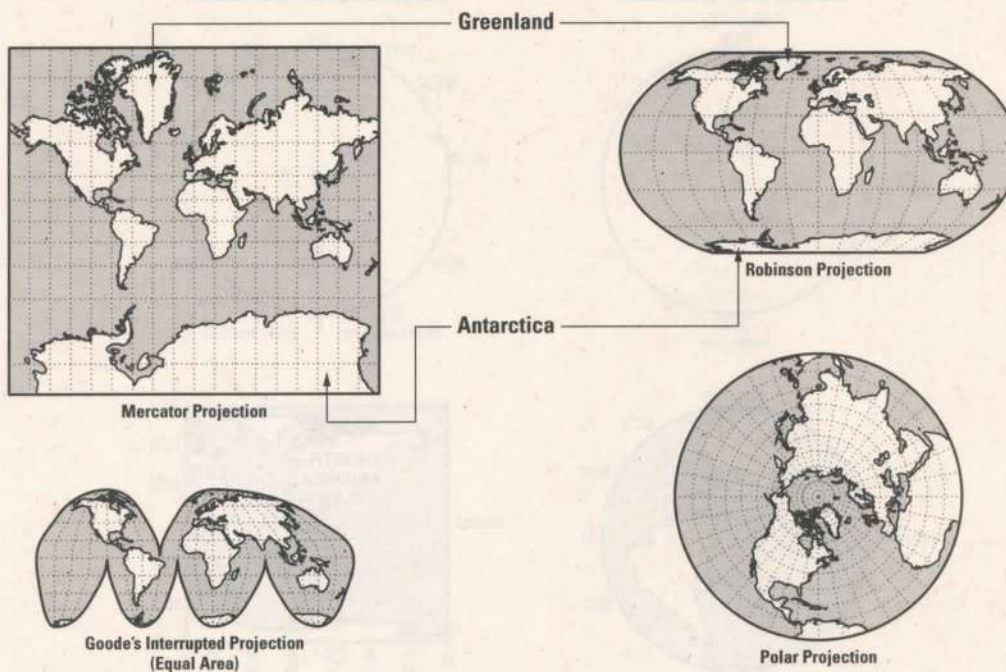 Greenland
Robinson Projection
Antarctica
Mercator Projection
Goode's Interrupted Projection
(Equal Area)
Polar Projection